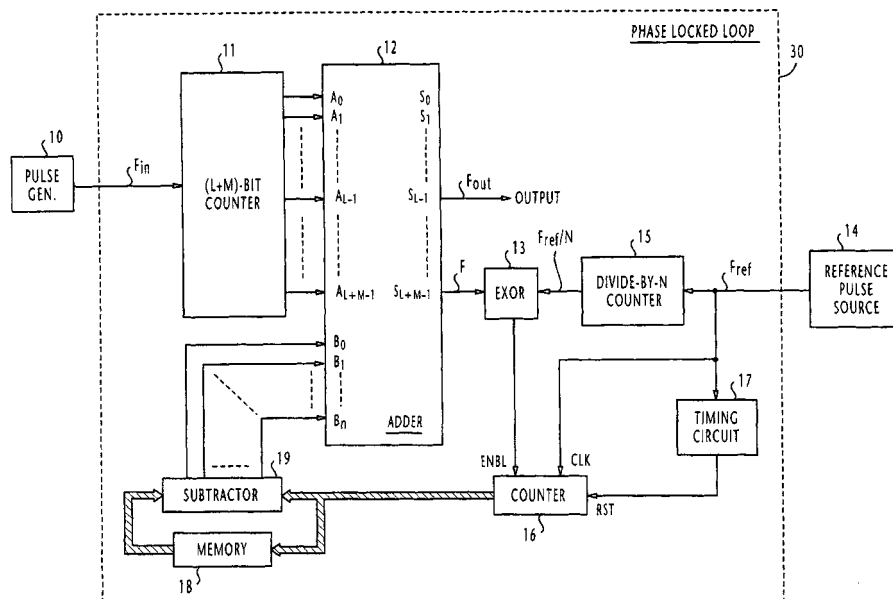 PHASE LOCKED LOOP
30
11
12
10
PULSE
GEN.
Fin
(L+M)-BIT
COUNTER
A0
A1
AL-1
AL+M-1
B0
B1
Bn
S0
S1
SL-1
SL+M-1
ADDER
Fout
OUTPUT
F
13
EXOR
Fref/N
15
DIVIDE-BY-N
COUNTER
Fref
14
REFERENCE
PULSE
SOURCE
17
TIMING
CIRCUIT
ENBL
CLK
COUNTER
RST
16
19
SUBTRACTOR
MEMORY
18